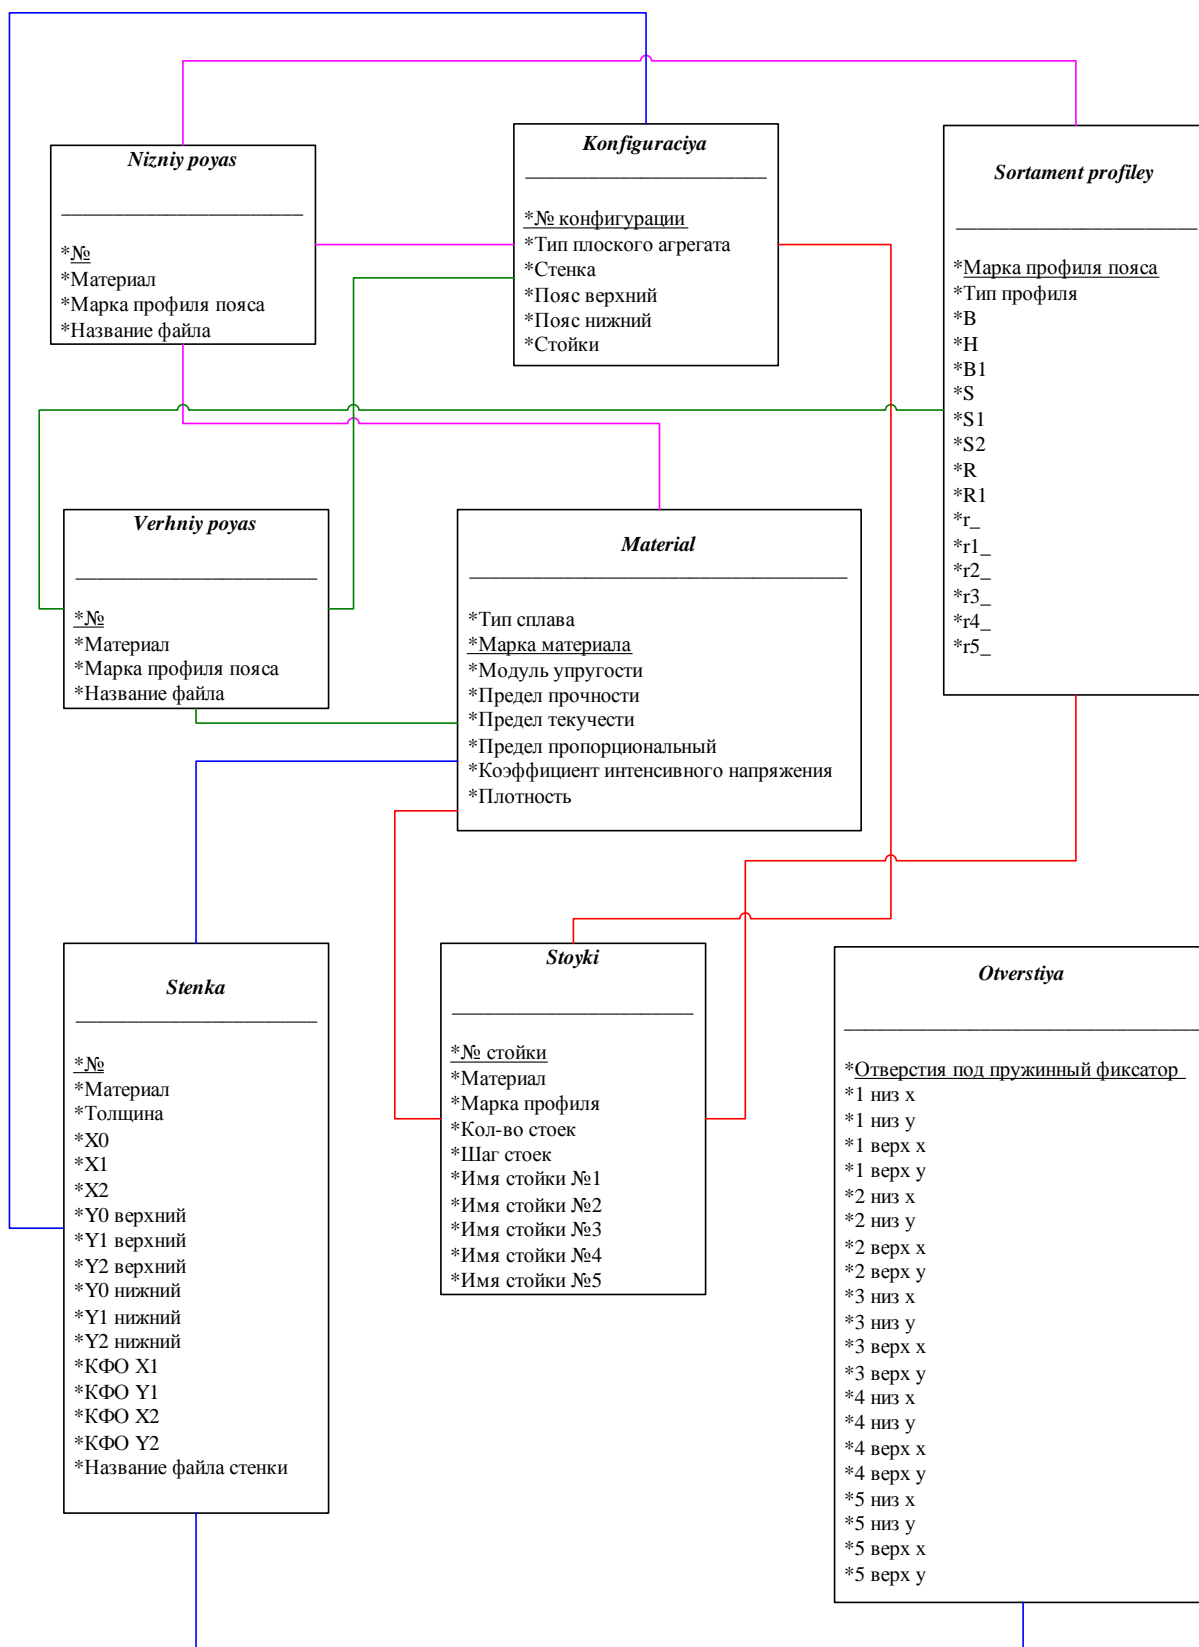 Nizniy poyas
*№
*Материал
*Марка профиля пояса
*Название файла
Konfiguraciya
*№ конфигурации
*Тип плоского агрегата
*Стенка
*Пояс верхний
*Пояс нижний
*Стойки
Sortament profiley
*Марка профиля пояса
*Тип профиля
*B
*H
*B1
*S
*S1
*S2
*R
*R1
*r_
*r1_
*r2_
*r3_
*r4_
*r5_
Verhniy poyas
*№
*Материал
*Марка профиля пояса
*Название файла
Material
*Тип сплава
*Марка материала
*Модуль упругости
*Предел прочности
*Предел текучести
*Предел пропорциональный
*Коэффициент интенсивного напряжения
*Плотность
Stenka
*№
*Материал
*Толщина
*X0
*X1
*X2
*Y0 верхний
*Y1 верхний
*Y2 верхний
*Y0 нижний
*Y1 нижний
*Y2 нижний
*КФО X1
*КФО Y1
*КФО X2
*КФО Y2
*Название файла стенки
Stoyki
*№ стойки
*Материал
*Марка профиля
*Кол-во стоек
*Шаг стоек
*Имя стойки №1
*Имя стойки №2
*Имя стойки №3
*Имя стойки №4
*Имя стойки №5
Otverstiya
*Отверстия под пружинный фиксатор
*1 низ x
*1 низ y
*1 верх x
*1 верх y
*2 низ x
*2 низ y
*2 верх x
*2 верх y
*3 низ x
*3 низ y
*3 верх x
*3 верх y
*4 низ x
*4 низ y
*4 верх x
*4 верх y
*5 низ x
*5 низ y
*5 верх x
*5 верх y